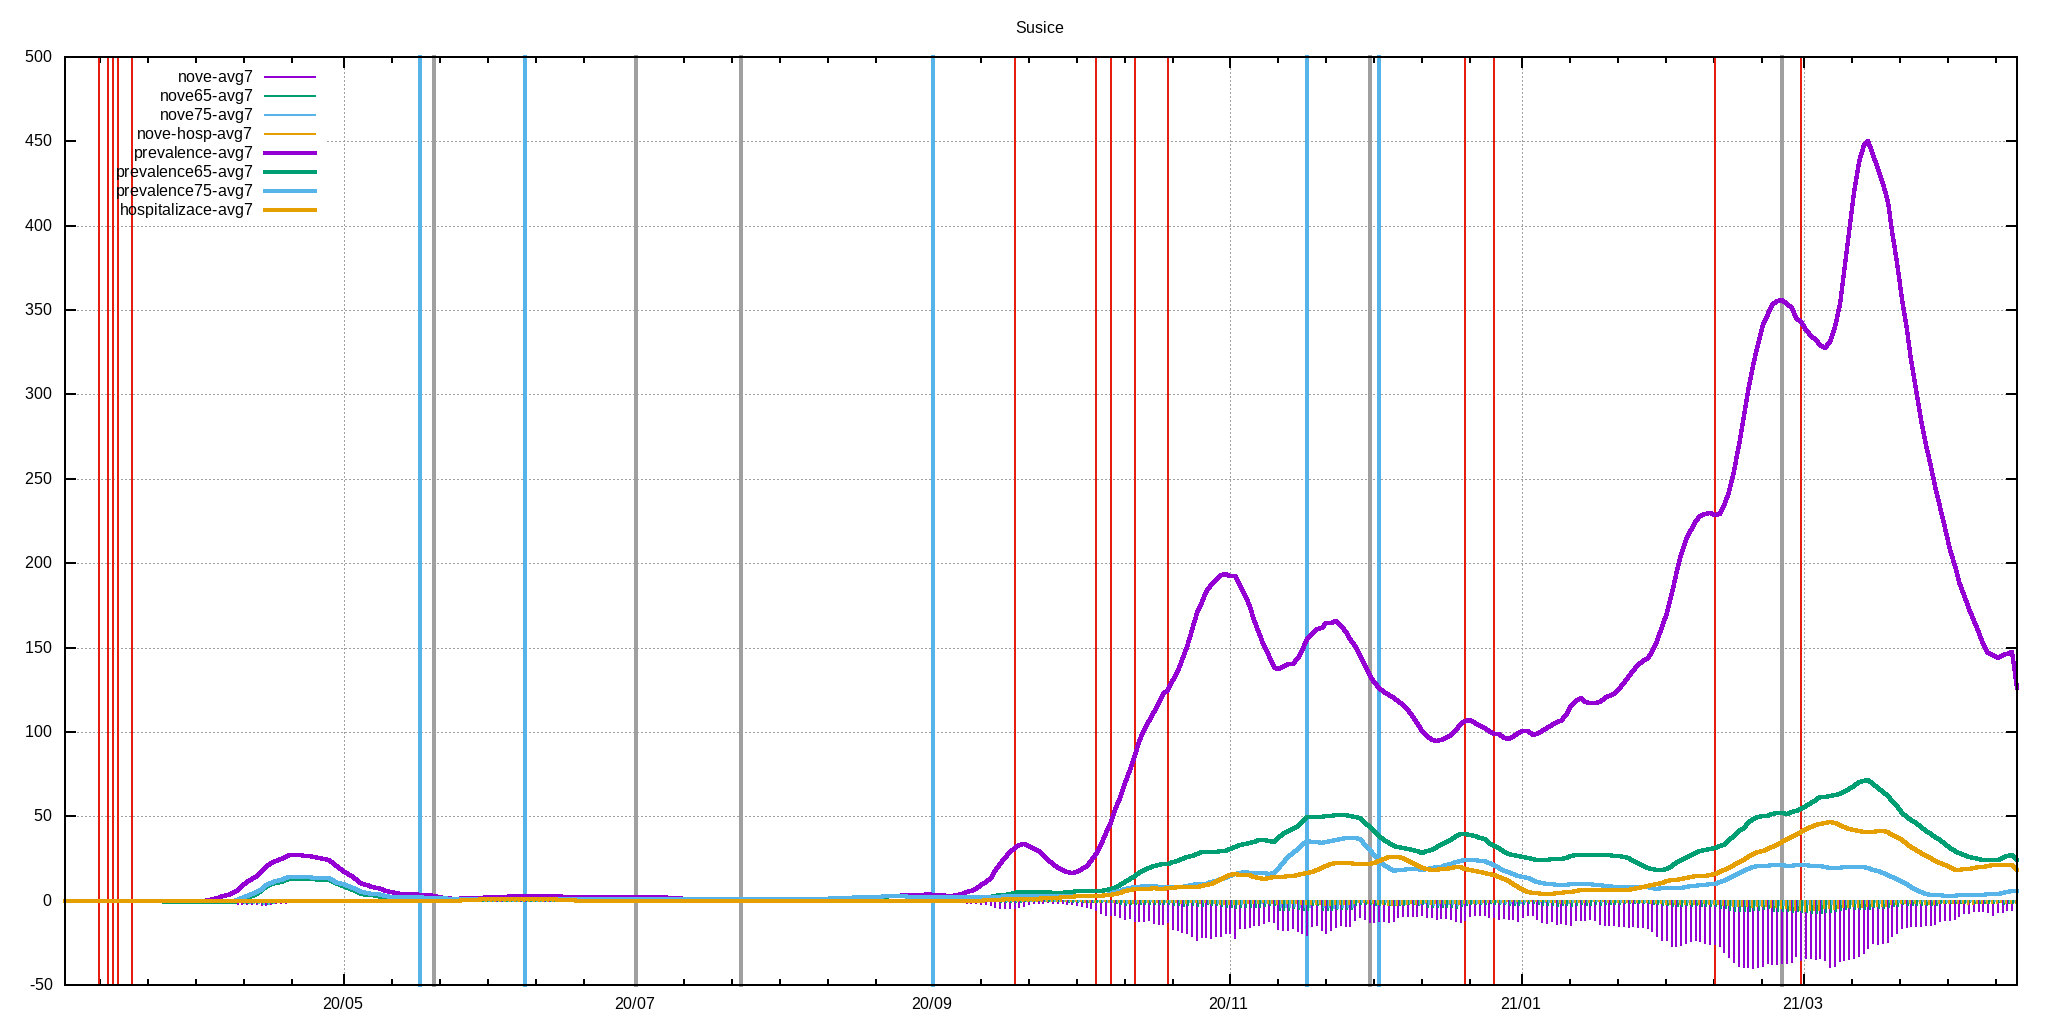 Susice
500
450
400
350
300
250
200
150
100
50
0
-50
nove-avg7
nove65-avg7
nove75-avg7
nove-hosp-avg7
prevalence-avg7
prevalence65-avg7
prevalence75-avg7
hospitalizace-avg7
20/05 20/07 20/09 20/11 21/01 21/03